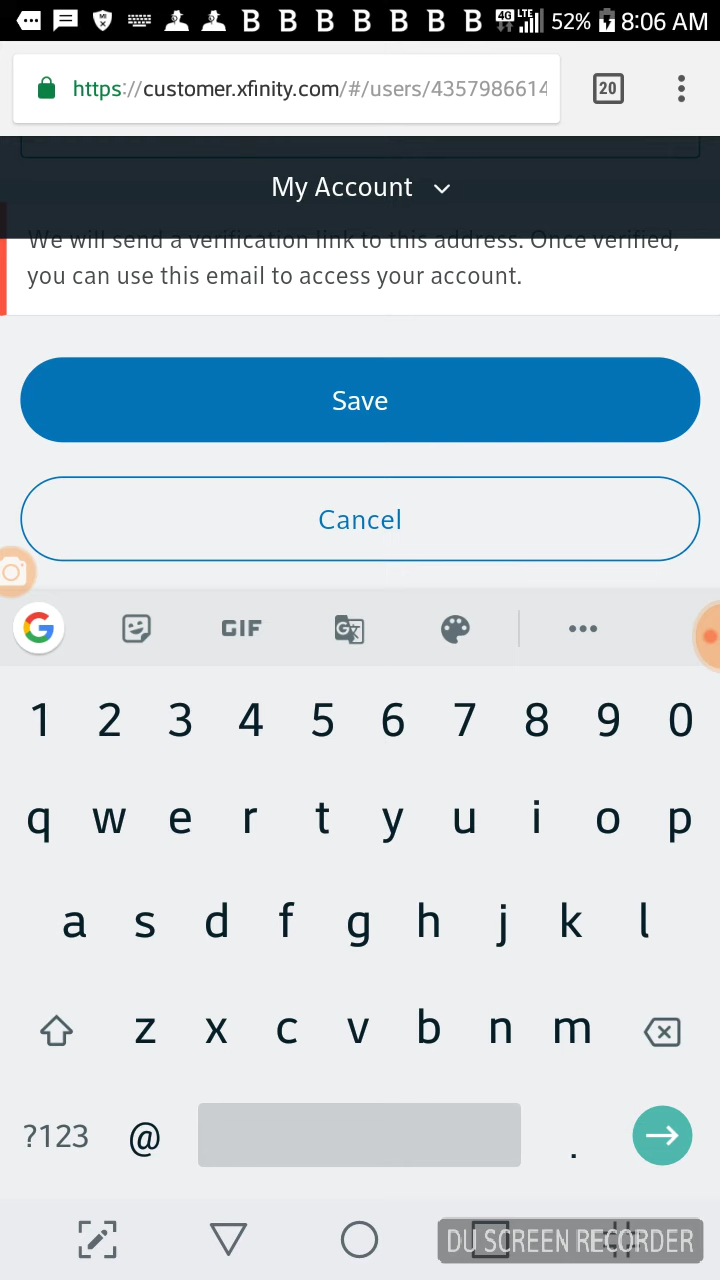 B B B B B B B 4G LTE 52% 8:06 AM
https://customer.xfinity.com/#/users/4357986614
20
My Account
We will send a verification link to this address. Once verified,
you can use this email to access your account.
Save
Cancel
G GIF G
1 2 3 4 5 6 7 8 9 0
q w e r t y u i o p
a s d f g h j k l
z x c v b n m
?123 @ .
DU SCREEN RECORDER